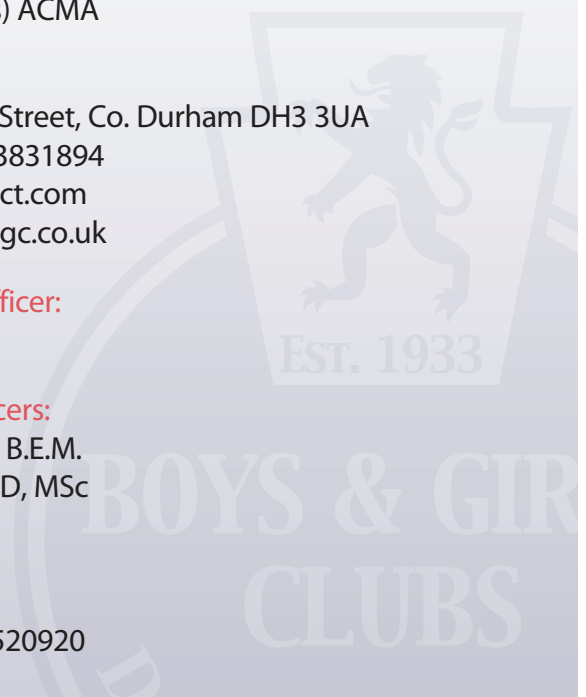 ) ACMA
Street, Co. Durham DH3 3UA
3831894
ct.com
gc.co.uk
ficer:
EST. 1933
cers:
B.E.M.
D, MSc
BOYS & GIR
CLUBS
520920
D